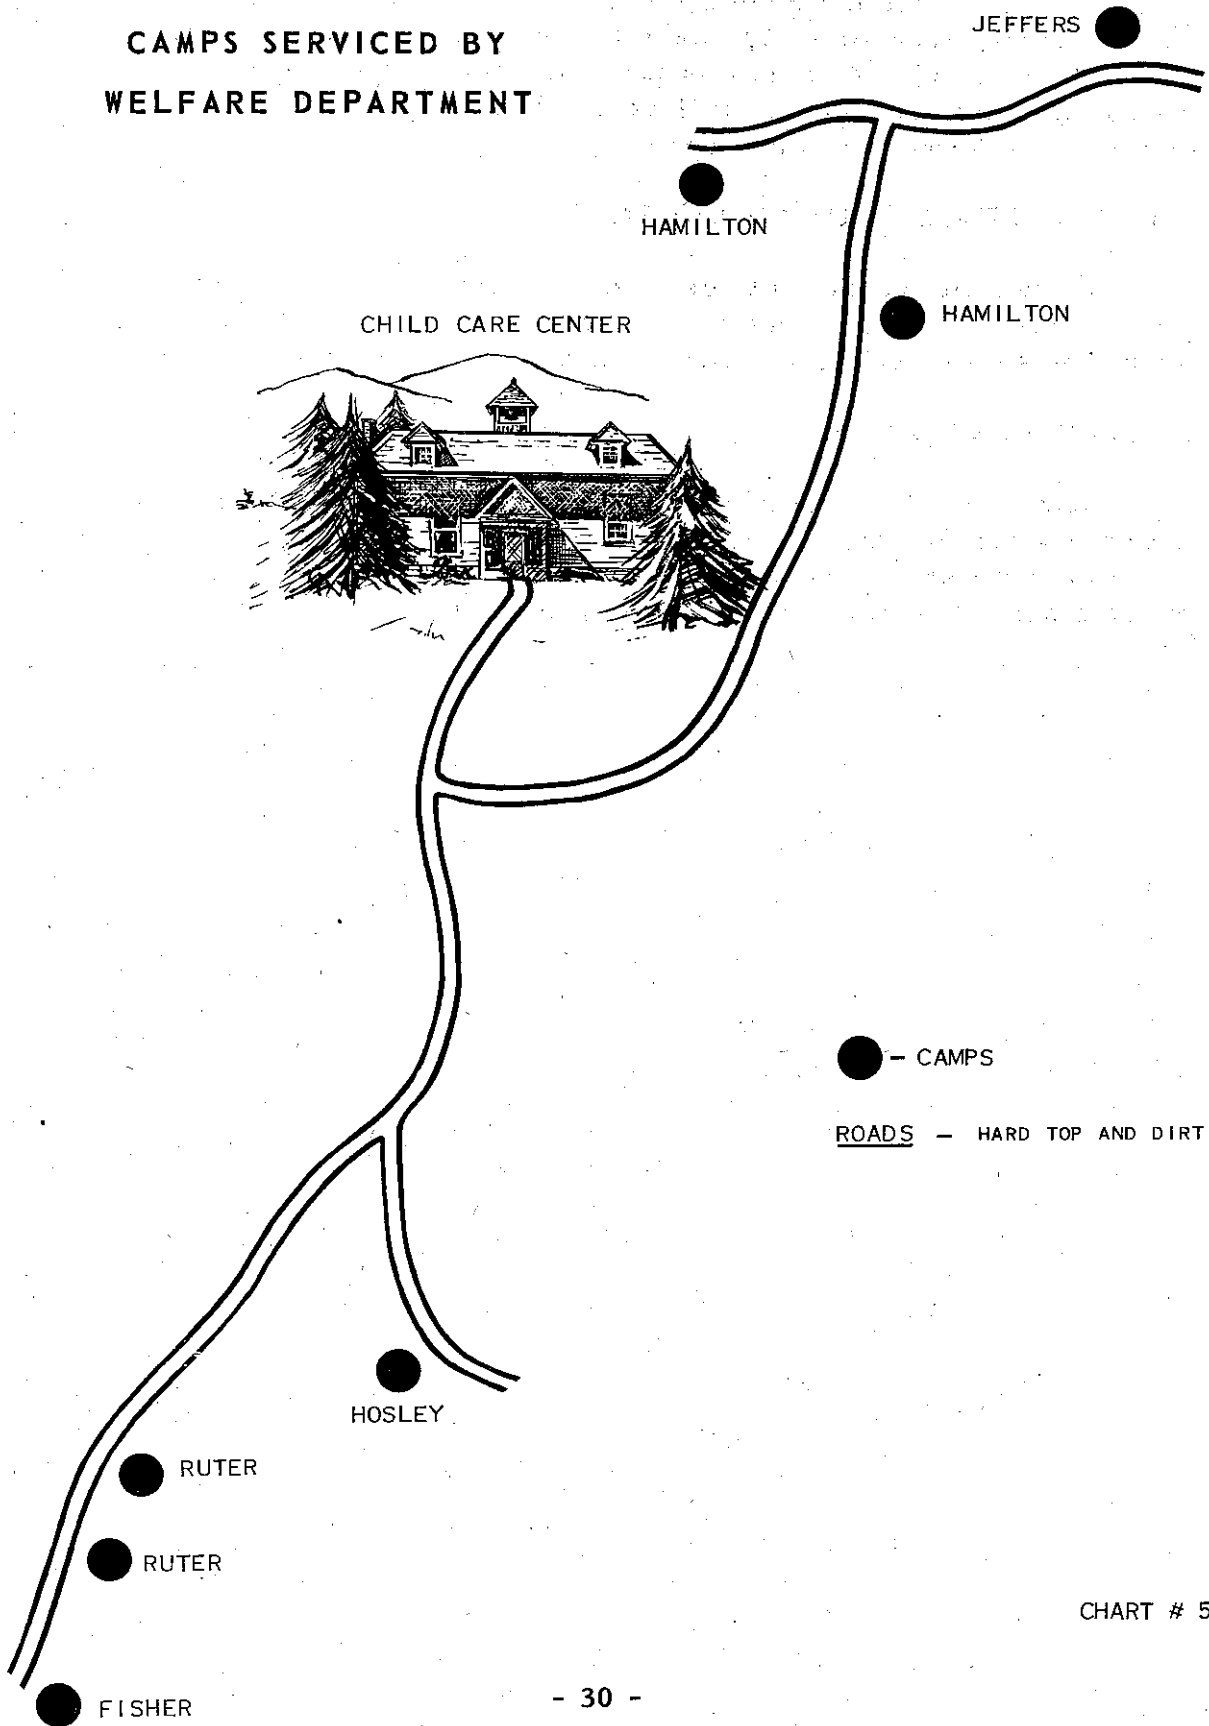 CAMPS SERVICED BY
WELFARE DEPARTMENT
JEFFERS
HAMILTON
HAMILTON
CHILD CARE CENTER
- CAMPS
ROADS - HARD TOP AND DIRT
HOSLEY
RUTER
RUTER
CHART # 5
FISHER
- 30 -